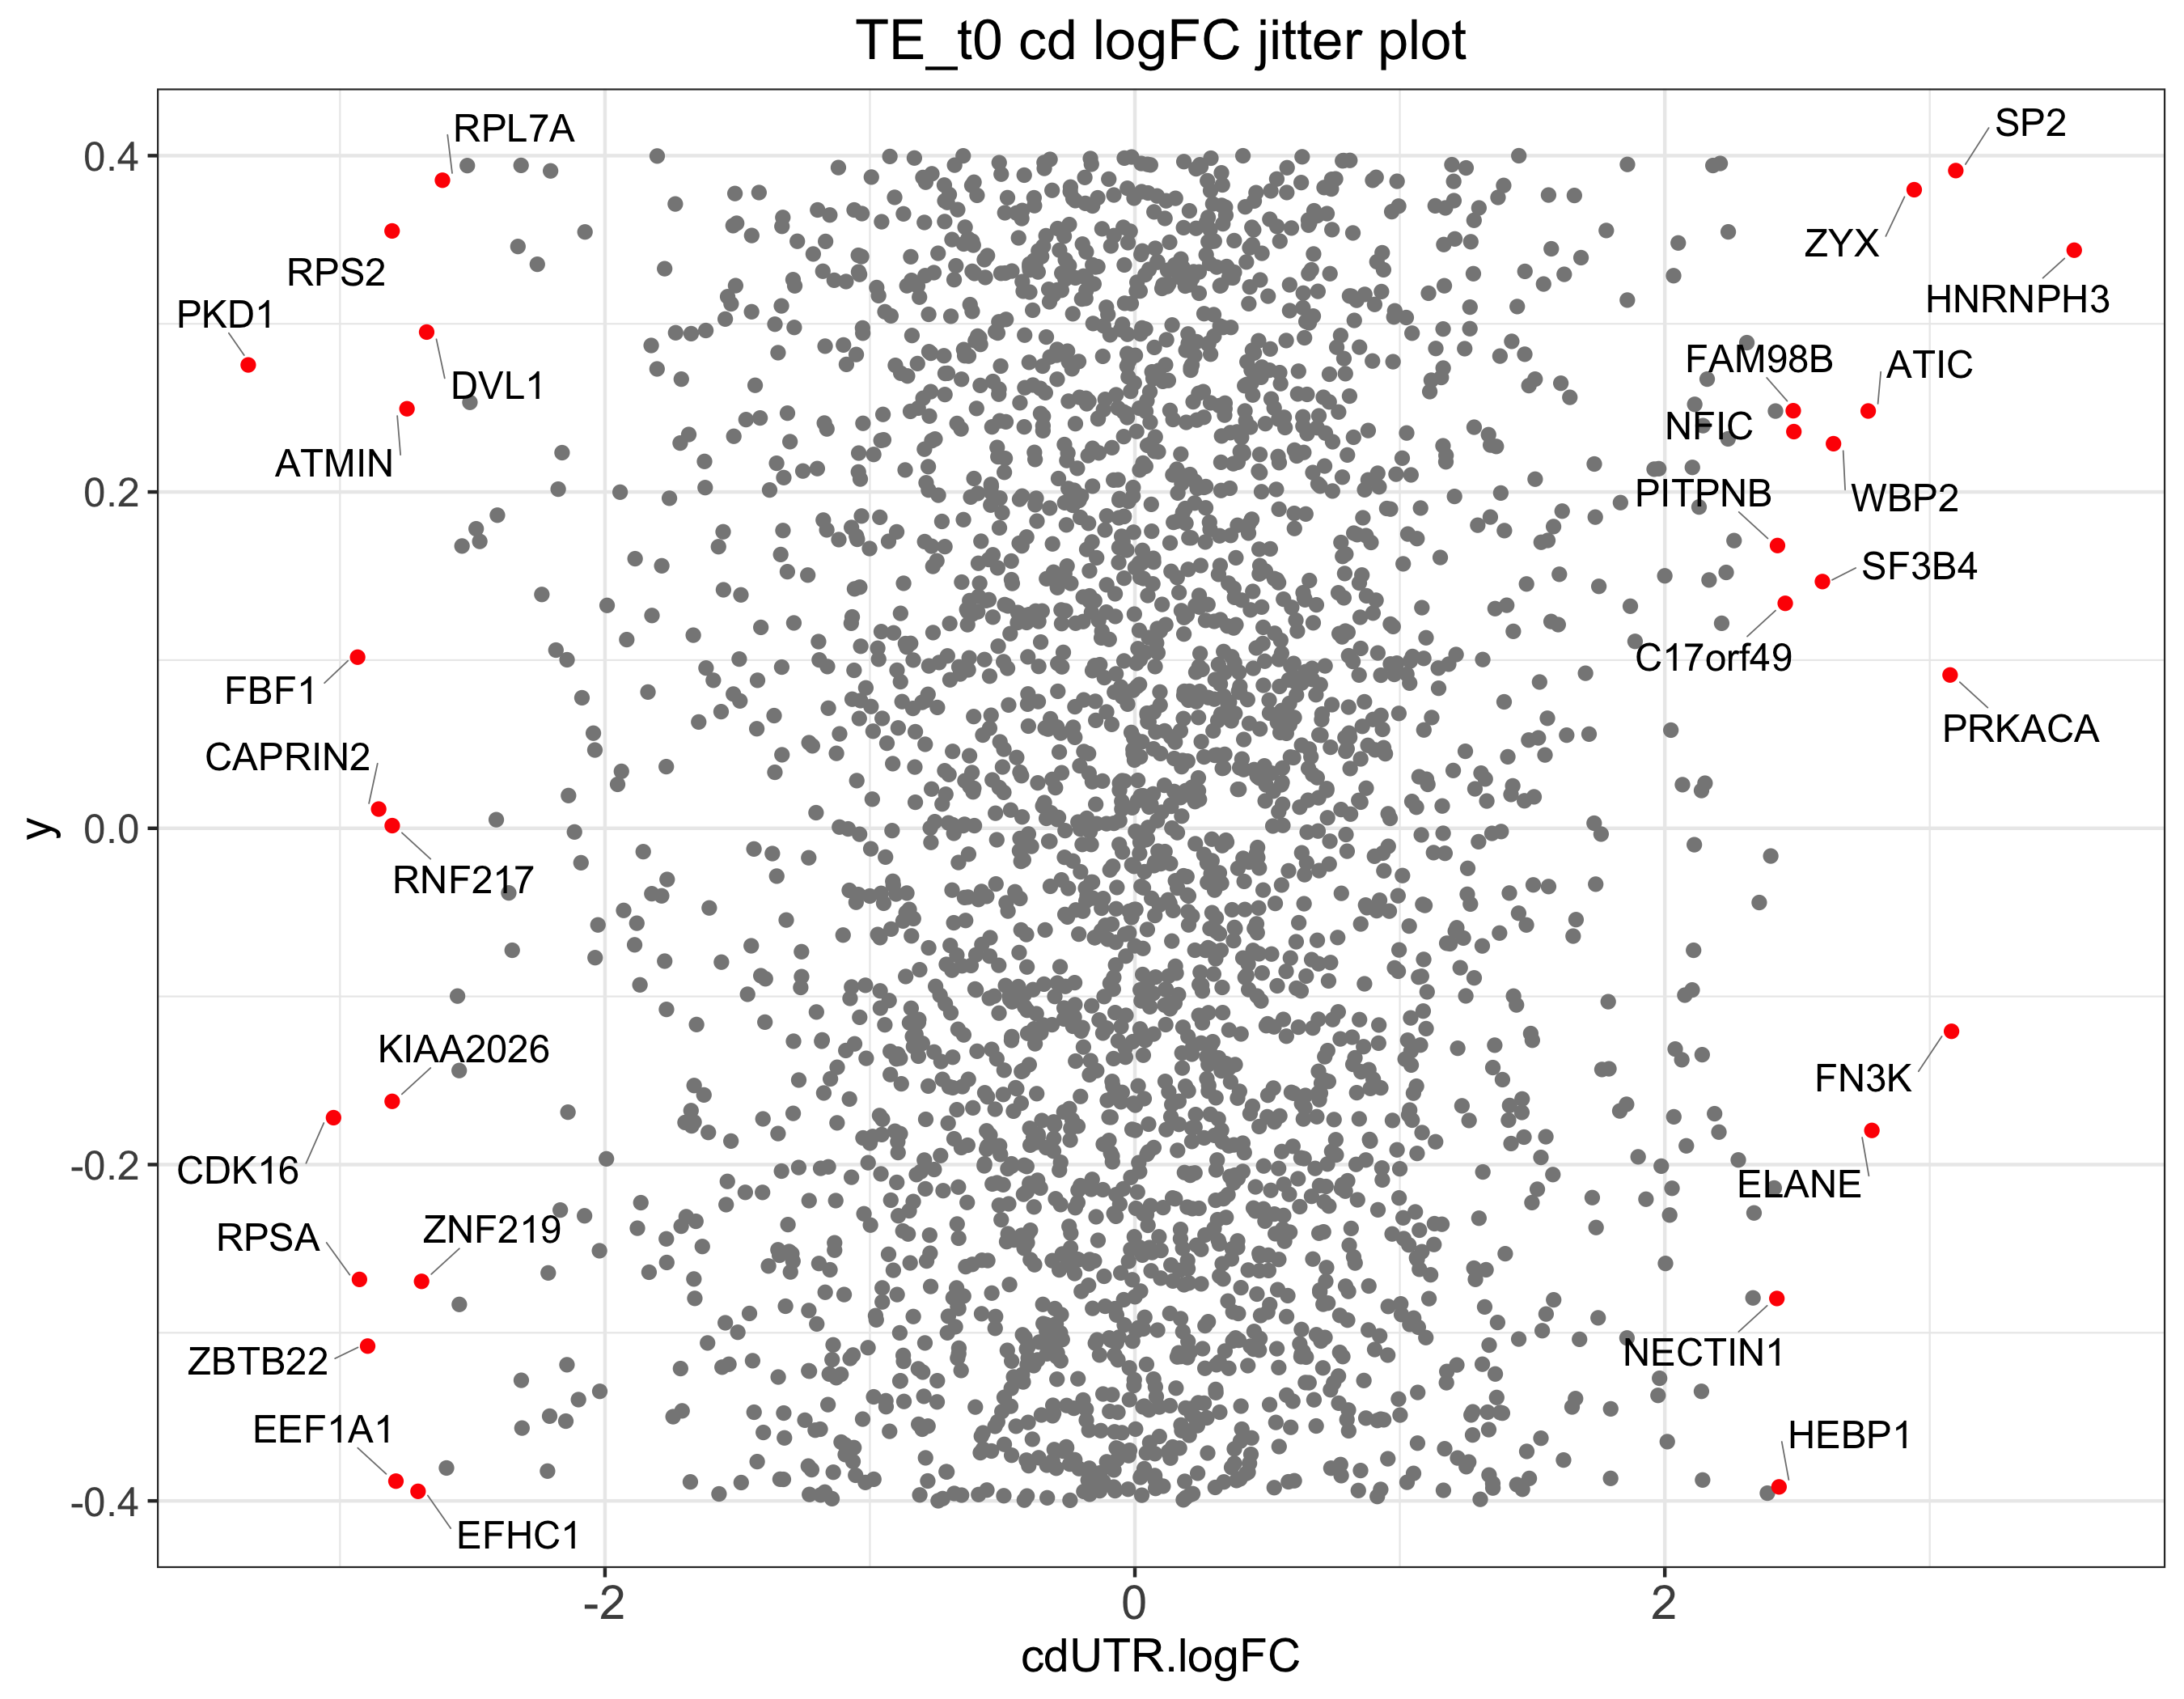 TE_t0 cd logFC jitter plot
RPL7A
SP2
0.4
ZYX
RPS2
HNRNPH3
PKD1
FAM98B
ATIC
DVL1
NFIC
ATMIN
0.2
PITPNB
WBP2
SF3B4
C17orf49
FBF1
PRKACA
CAPRIN2
y
0.0
RNF217
KIAA2026
FN3K
-0.2
CDK16
ELANE
RPSA
ZNF219
NECTIN1
ZBTB22
EEF1A1
HEBP1
-0.4
EFHC1
-2
0
2
cdUTR.logFC